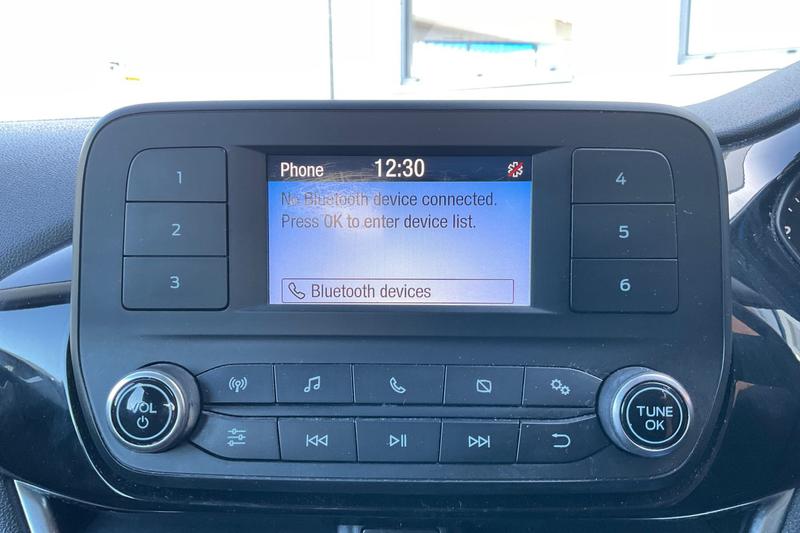 Phone 12:30
No Bluetooth device connected.
Press OK to enter device list.
Bluetooth devices
1
2
3
4
5
6
VOL
TUNE
OK